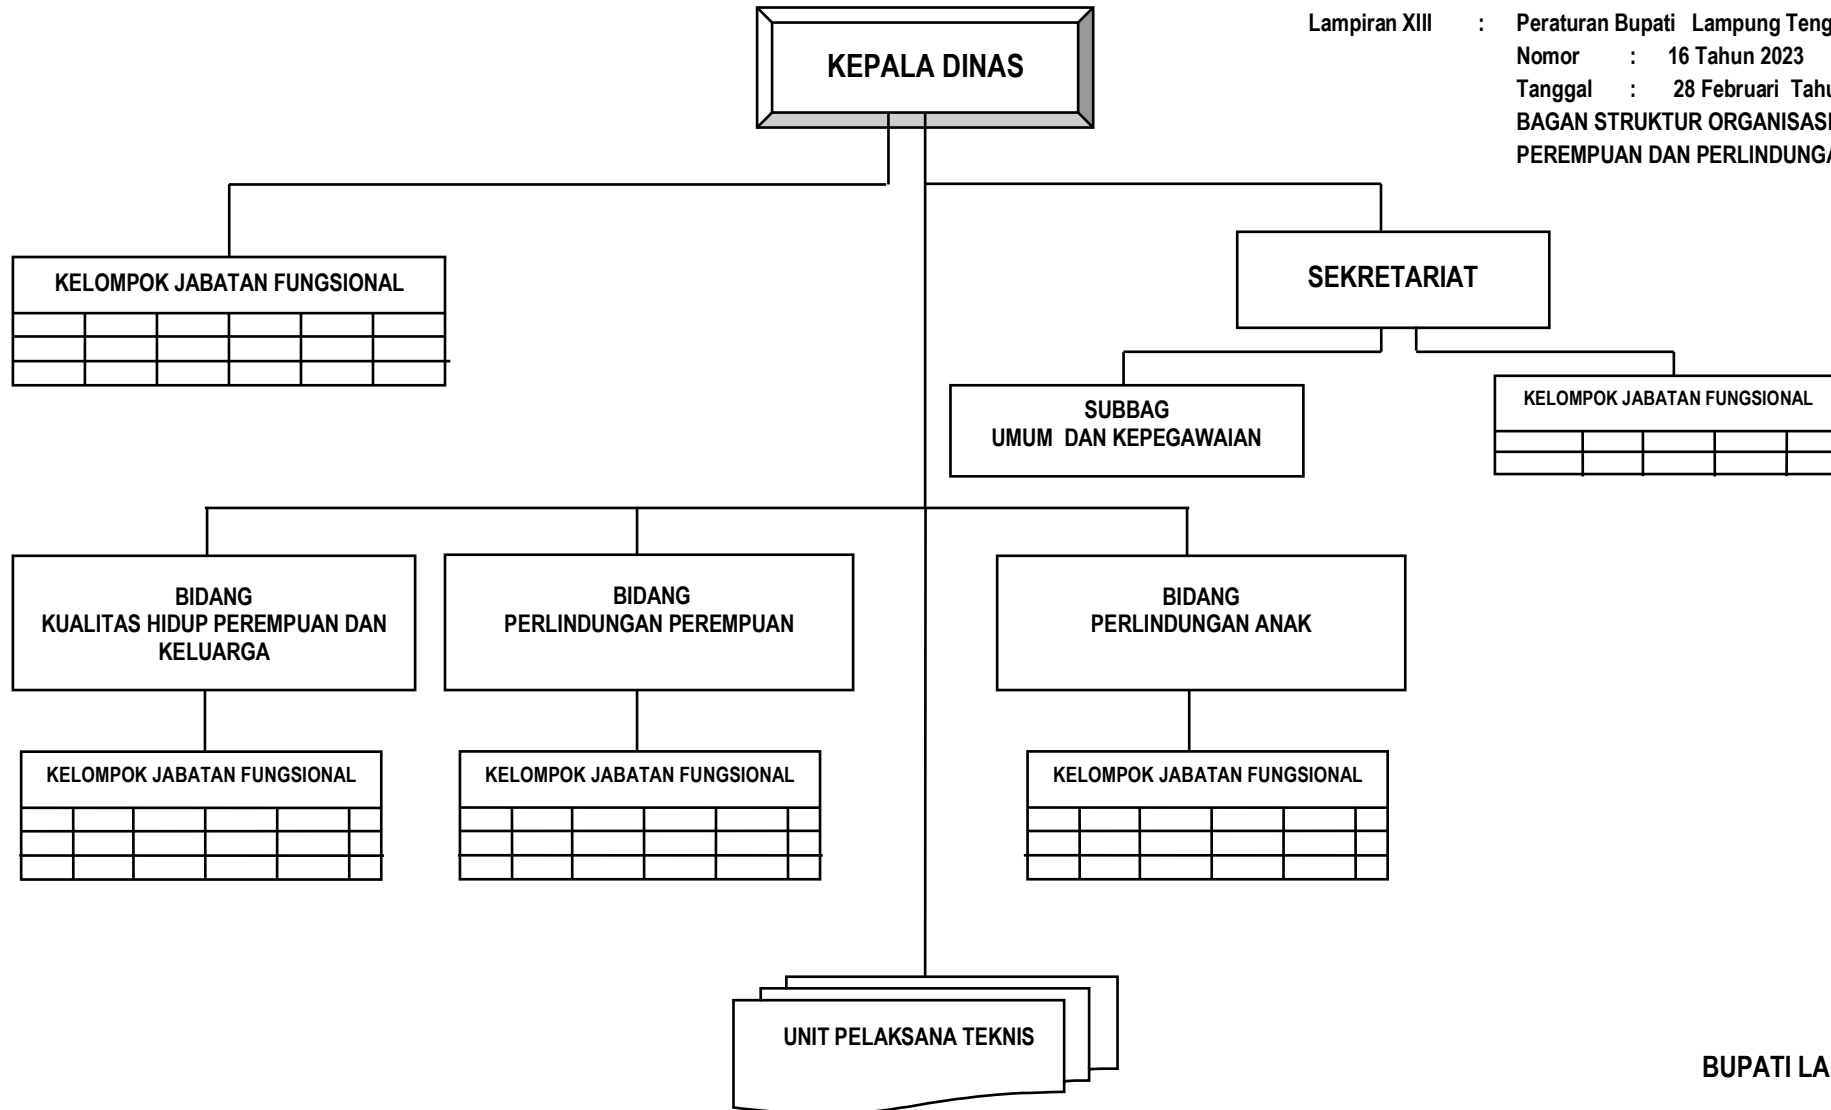 Lampiran XIII : Peraturan Bupati Lampung Teng
Nomor : 16 Tahun 2023
Tanggal : 28 Februari Tahu
BAGAN STRUKTUR ORGANISASI
PEREMPUAN DAN PERLINDUNGA
KEPALA DINAS
KELOMPOK JABATAN FUNGSIONAL
SEKRETARIAT
SUBBAG
UMUM DAN KEPEGAWAIAN
KELOMPOK JABATAN FUNGSIONAL
BIDANG
KUALITAS HIDUP PEREMPUAN DAN
KELUARGA
BIDANG
PERLINDUNGAN PEREMPUAN
BIDANG
PERLINDUNGAN ANAK
KELOMPOK JABATAN FUNGSIONAL
KELOMPOK JABATAN FUNGSIONAL
KELOMPOK JABATAN FUNGSIONAL
UNIT PELAKSANA TEKNIS
BUPATI LA